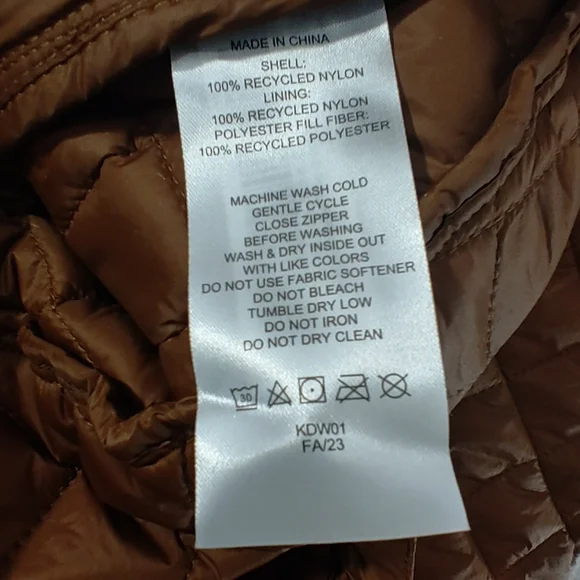 MADE IN CHINA
SHELL:
100% RECYCLED NYLON
LINING:
100% RECYCLED NYLON
POLYESTER FILL FIBER:
100% RECYCLED POLYESTER
MACHINE WASH COLD
GENTLE CYCLE
CLOSE ZIPPER
BEFORE WASHING
WASH & DRY INSIDE OUT
WITH LIKE COLORS
DO NOT USE FABRIC SOFTENER
DO NOT BLEACH
TUMBLE DRY LOW
DO NOT IRON
DO NOT DRY CLEAN
30
KDW01
FA/23